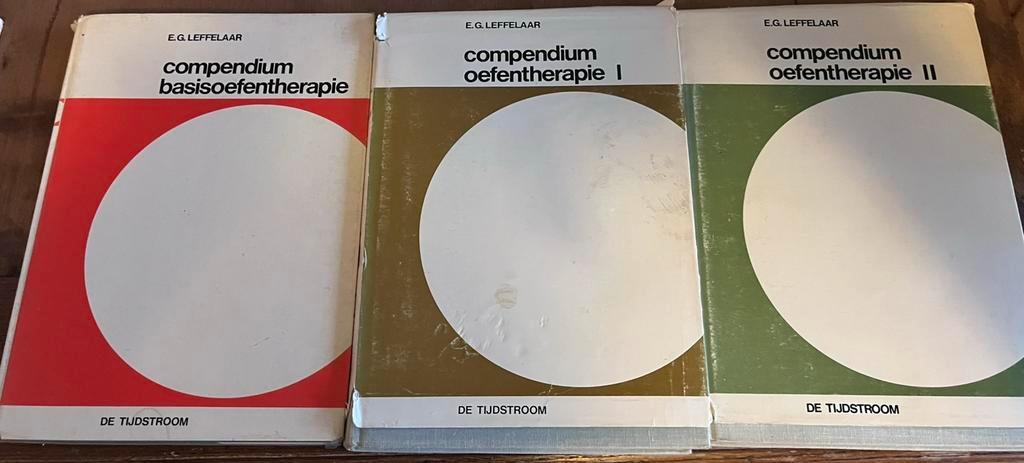 E.G. LEFFELAAR
compendium
basisoefentherapie
DE TIJDSTROOM
E.G. LEFFELAAR
compendium
oefentherapie I
DE TIJDSTROOM
E.G. LEFFELAAR
compendium
oefentherapie II
DE TIJDSTROOM